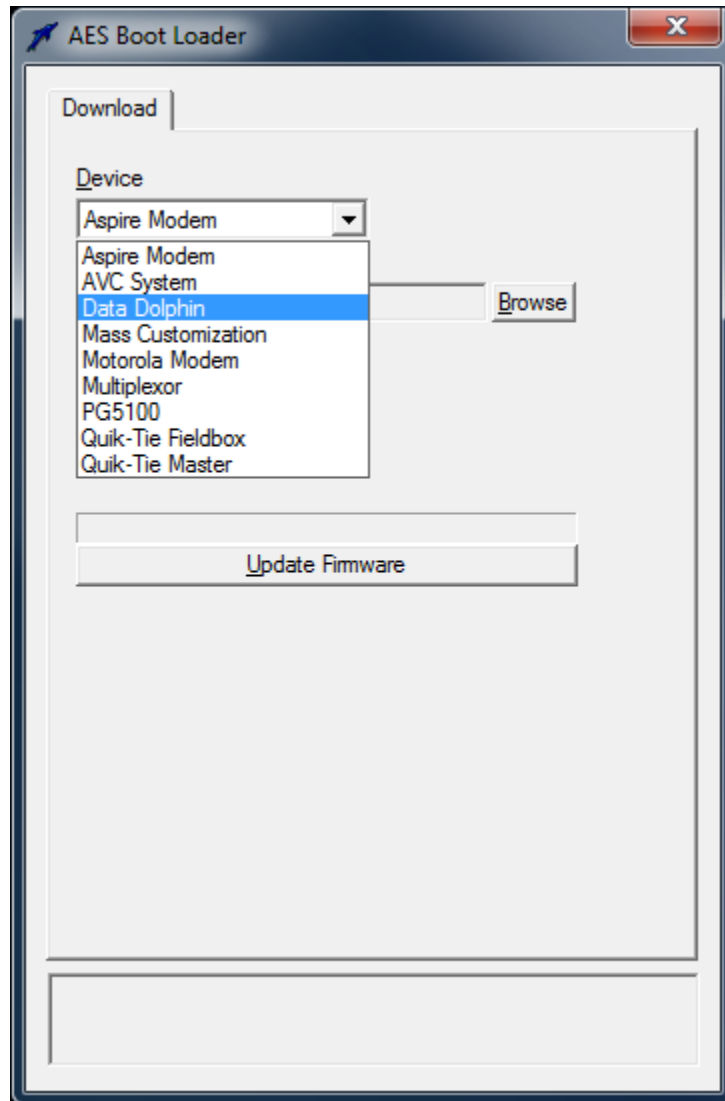 AES Boot Loader
Download
Device
Aspire Modem
Aspire Modem
AVC System
Data Dolphin
Browse
Mass Customization
Motorola Modem
Multiplexor
PG5100
Quik-Tie Fieldbox
Quik-Tie Master
Update Firmware